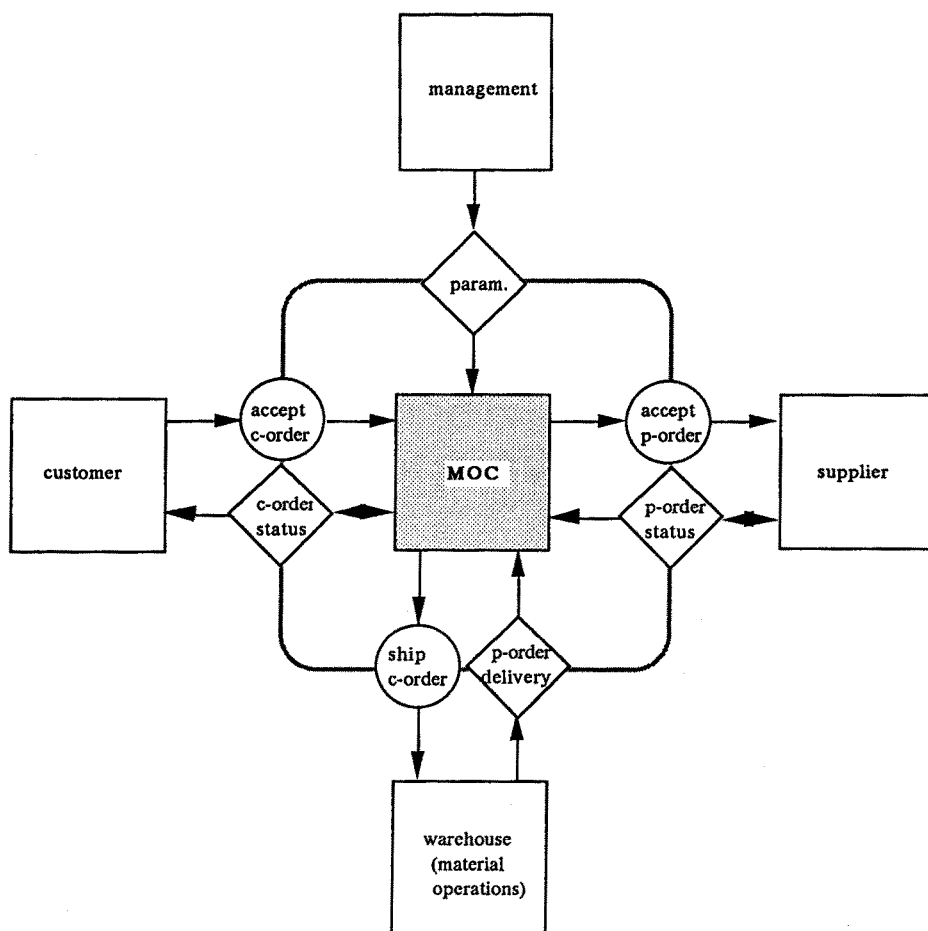 management
param.
accept
c-order
accept
p-order
customer
MOC
supplier
c-order
status
p-order
status
ship
c-order
p-order
delivery
warehouse
(material
operations)